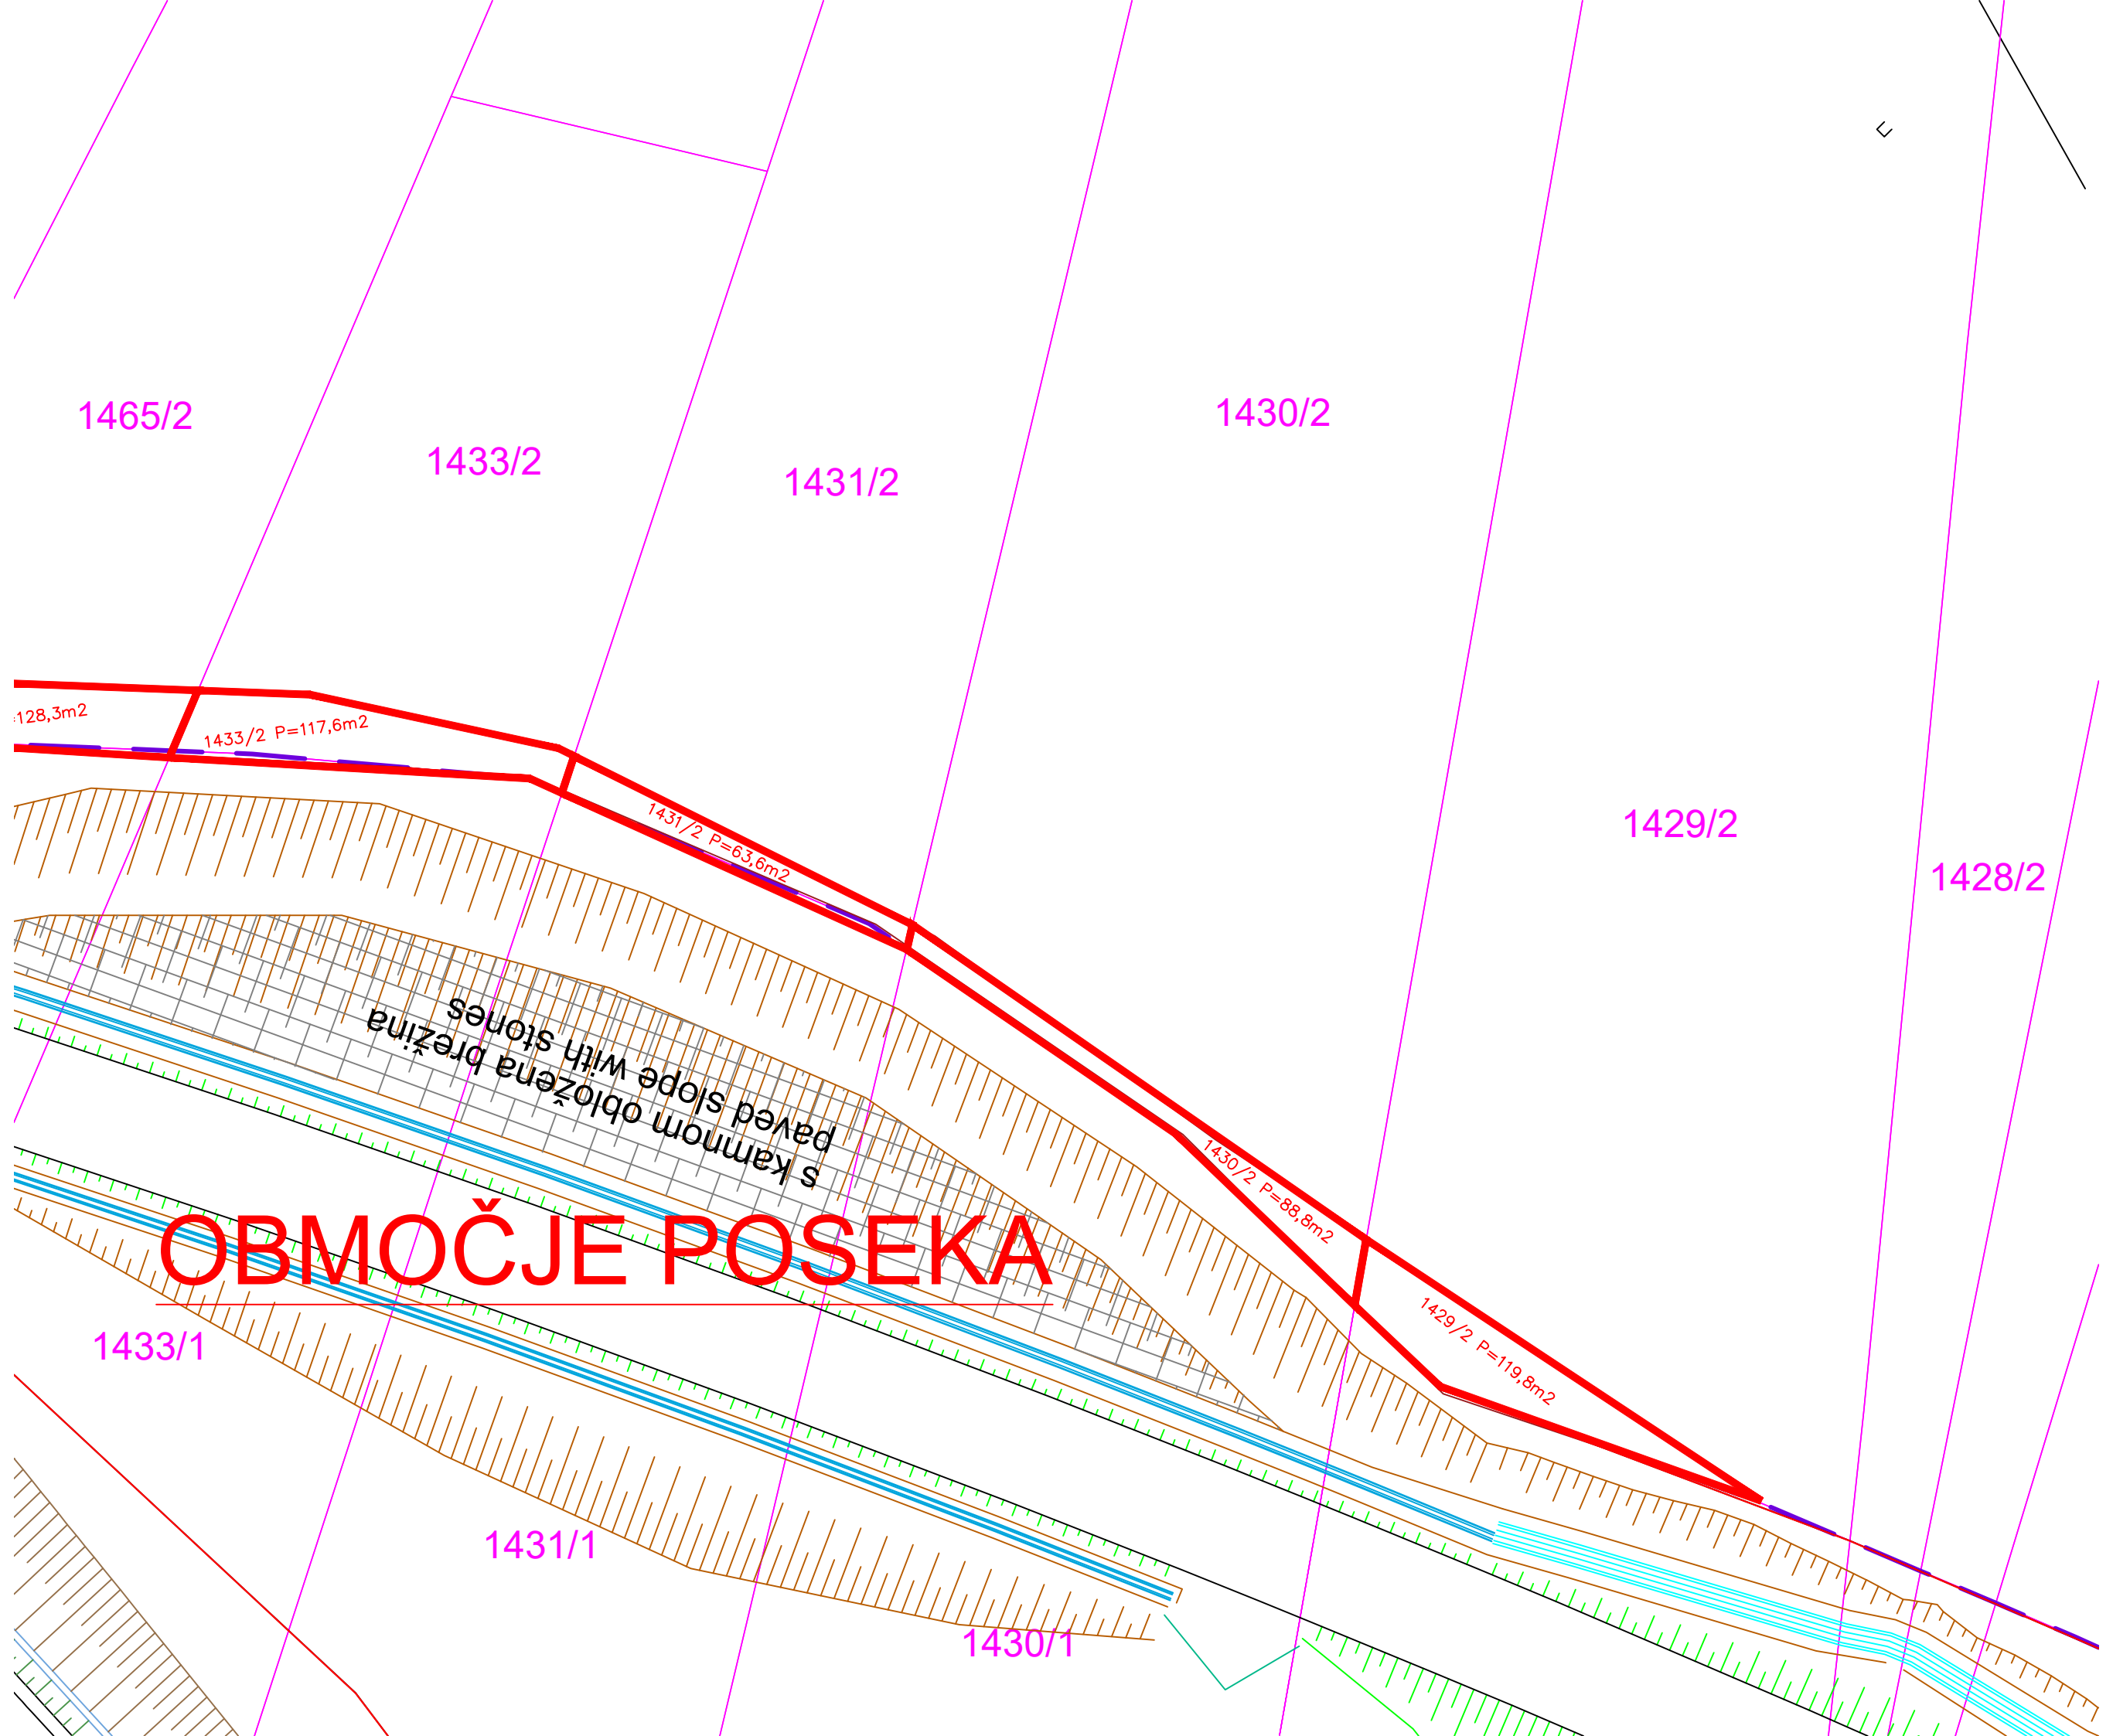 1465/2
1433/2
1431/2
1430/2
1429/2
1428/2
=128,3m2
1433/2 P=117,6m2
1431/2 P=63,6m2
1430/2 P=88,8m2
1429/2 P=119,8m2
s kamnom obložena brežina
paved slope with stones
OBMOČJE POSEKA
1433/1
1431/1
1430/1